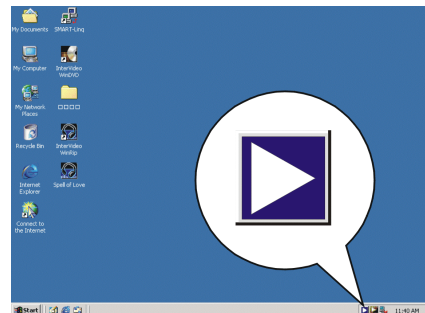 My Documents
SMART-Linq
My Computer
InterVideo
WinDVD
My Network
Places
□□□□
Recycle Bin
InterVideo
WinRip
Internet
Explorer
Spell of Love
Connect to
the Internet
Start
11:40 AM